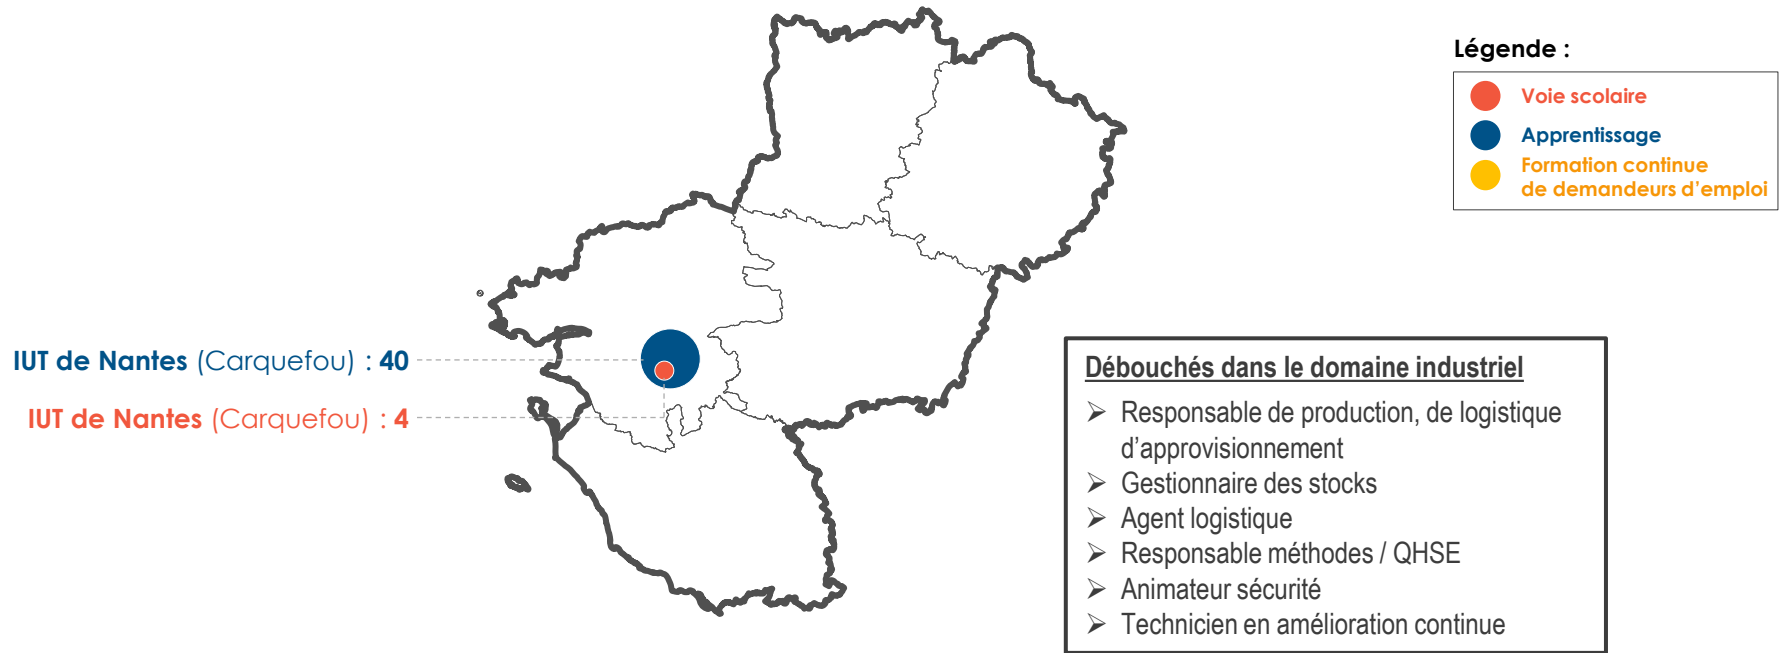 Légende :
Voie scolaire
Apprentissage
Formation continue
de demandeurs d’emploi
IUT de Nantes (Carquefou) : 40
IUT de Nantes (Carquefou) : 4
Débouchés dans le domaine industriel
➢ Responsable de production, de logistique
d’approvisionnement
➢ Gestionnaire des stocks
➢ Agent logistique
➢ Responsable méthodes / QHSE
➢ Animateur sécurité
➢ Technicien en amélioration continue